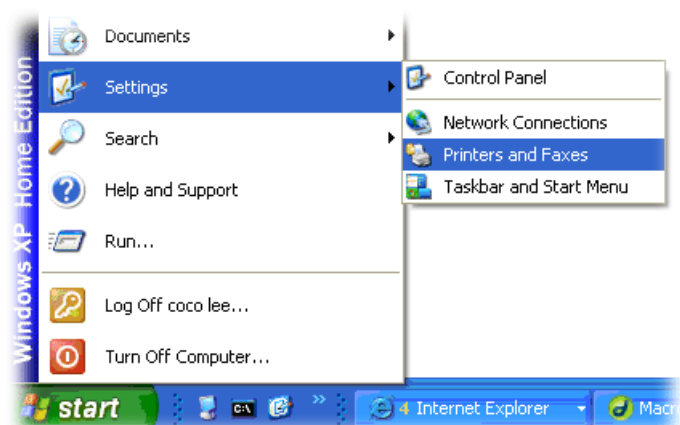 Windows XP Home Edition
Documents
Settings
Search
Help and Support
Run...
Log Off coco lee...
Turn Off Computer...
Control Panel
Network Connections
Printers and Faxes
Taskbar and Start Menu
start
C:\
4 Internet Explorer
Macr